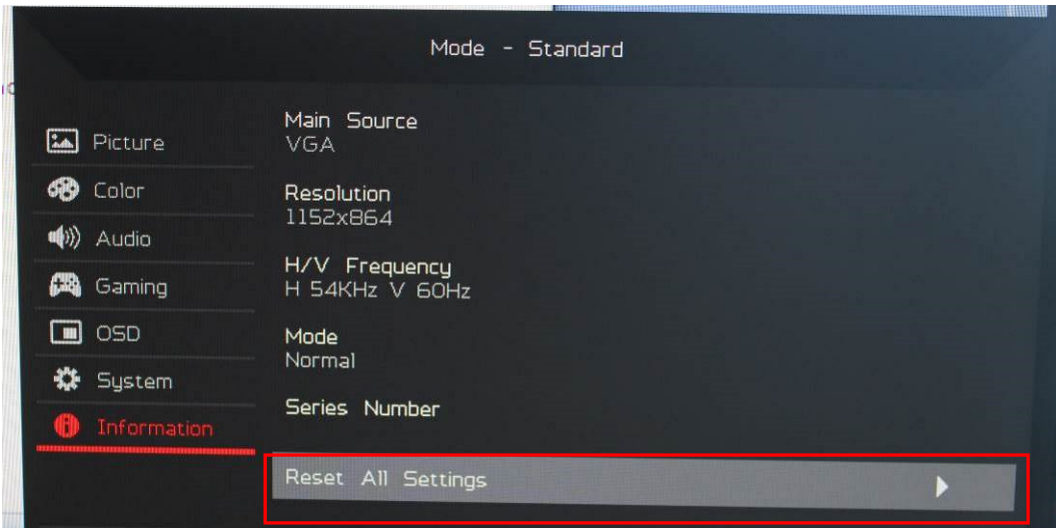 Mode - Standard
Picture
Color
Audio
Gaming
OSD
System
Information
Main Source
VGA
Resolution
1152x864
H/V Frequency
H 54KHz V 60Hz
Mode
Normal
Series Number
Reset All Settings